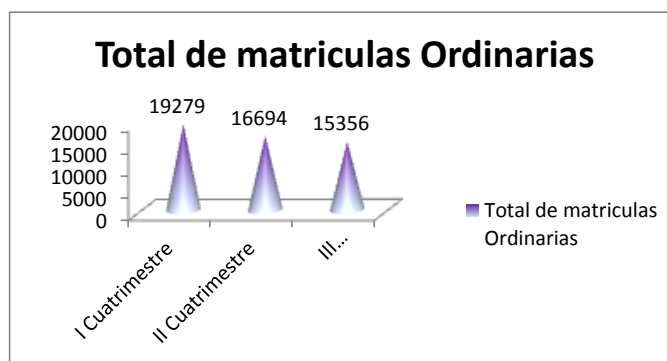 Total de matriculas Ordinarias
19279
16694
15356
20000
15000
10000
5000
0
I Cuatrimestre
II Cuatrimestre
III...
Total de matriculas
Ordinarias